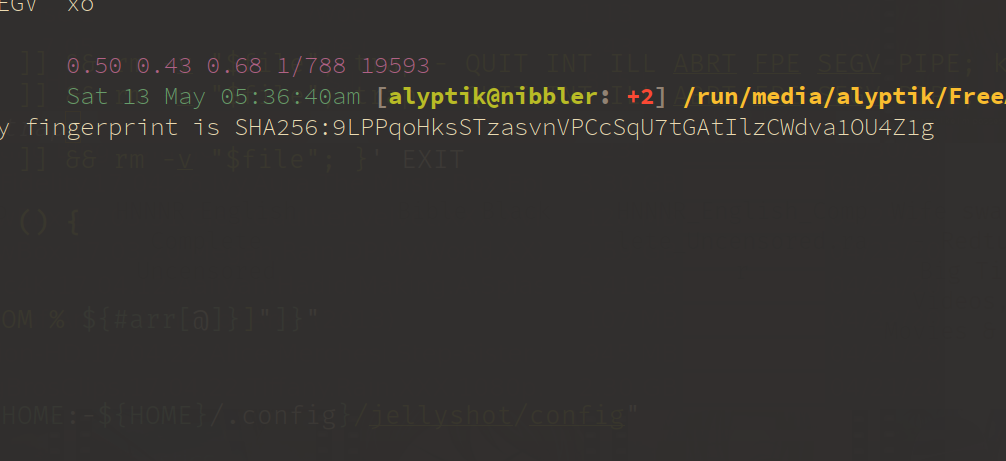 EGV xo
]] && rm "$file" t - QUIT INT ILL ABRT FPE SEGV PIPE; k
0.50 0.43 0.68 1/788 19593
Sat 13 May 05:36:40am [alyptik@nibbler: +2] /run/media/alyptik/Free
y fingerprint is SHA256:9LPPqoHksSTzasvnVPCcSqU7tGAtIlzCWdva1OU4Z1g
]] && rm -v "$file"; }' EXIT
() {
OM % ${#arr[@]}]"]}"
HOME:-${HOME}/.config}/jellyshot/config"